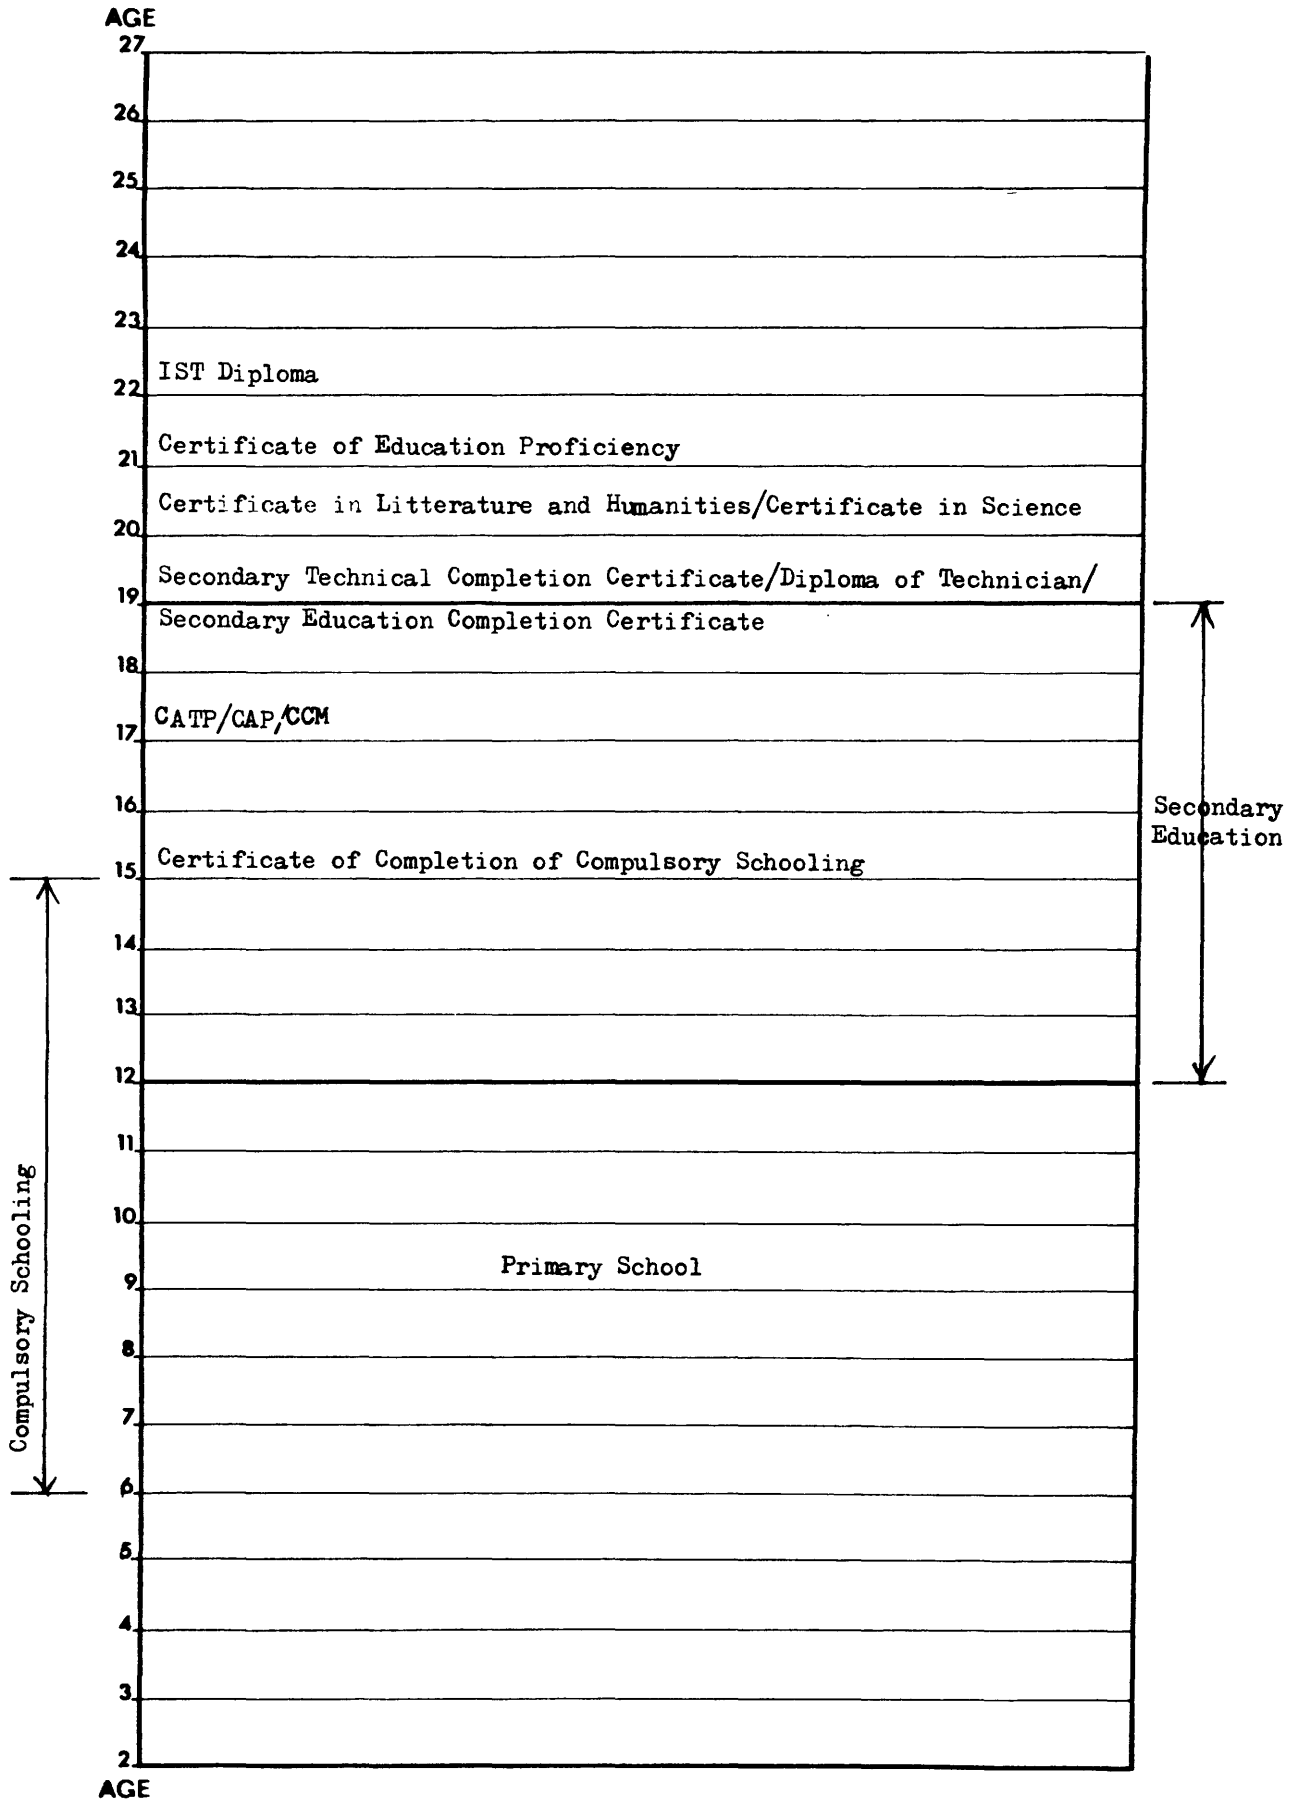 AGE
27
26
25
24
23
IST Diploma
22
Certificate of Education Proficiency
21
Certificate in Litterature and Humanities/Certificate in Science
20
Secondary Technical Completion Certificate/Diploma of Technician/
19
Secondary Education Completion Certificate
18
CATP/CAP/CCM
17
16
Secondary
Education
Certificate of Completion of Compulsory Schooling
15
14
13
12
11
10
Primary School
9
8
7
Compulsory Schooling
6
5
4
3
2
AGE